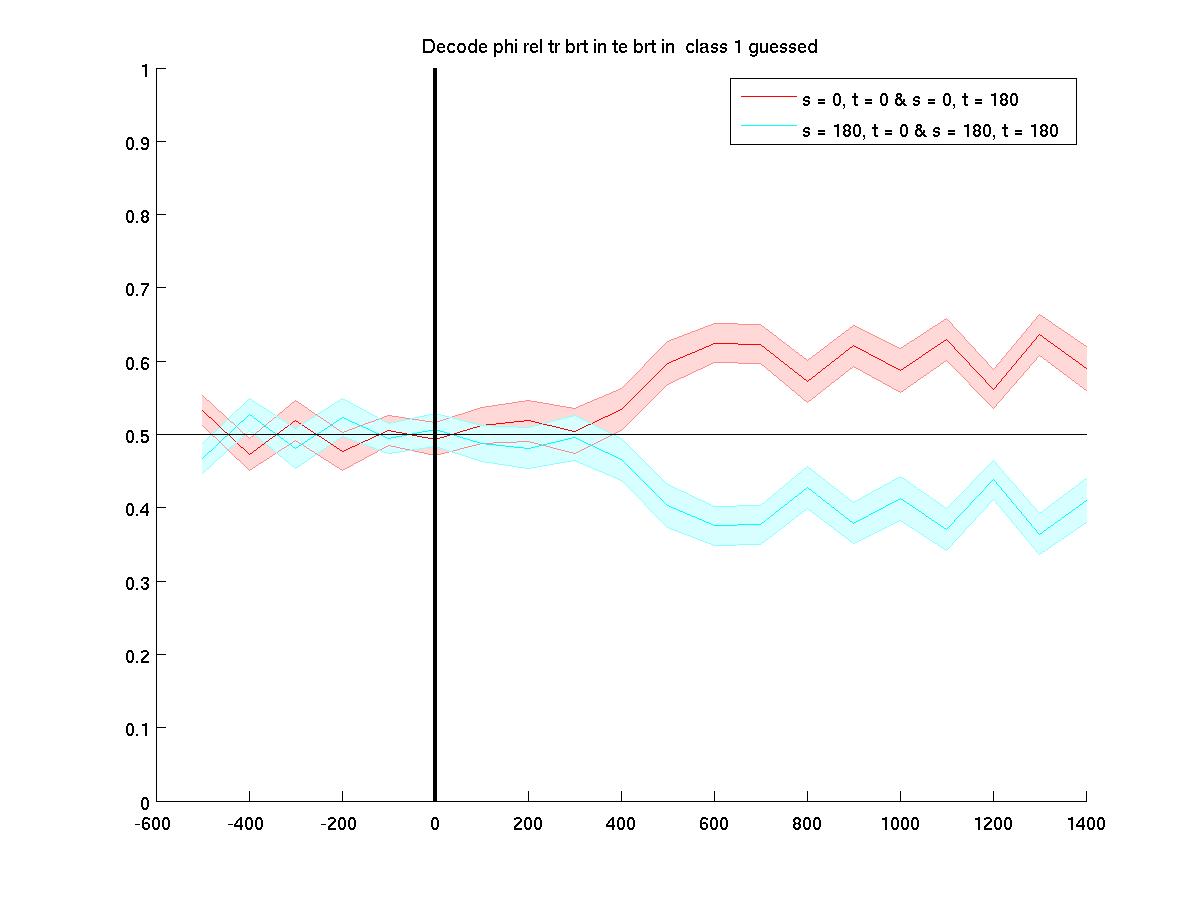 Decode phi rel tr brt in te brt in  class 1 guessed
s = 0, t = 0 & s = 0, t = 180
s = 180, t = 0 & s = 180, t = 180
1
0.9
0.8
0.7
0.6
0.5
0.4
0.3
0.2
0.1
0
-600 -400 -200 0 200 400 600 800 1000 1200 1400